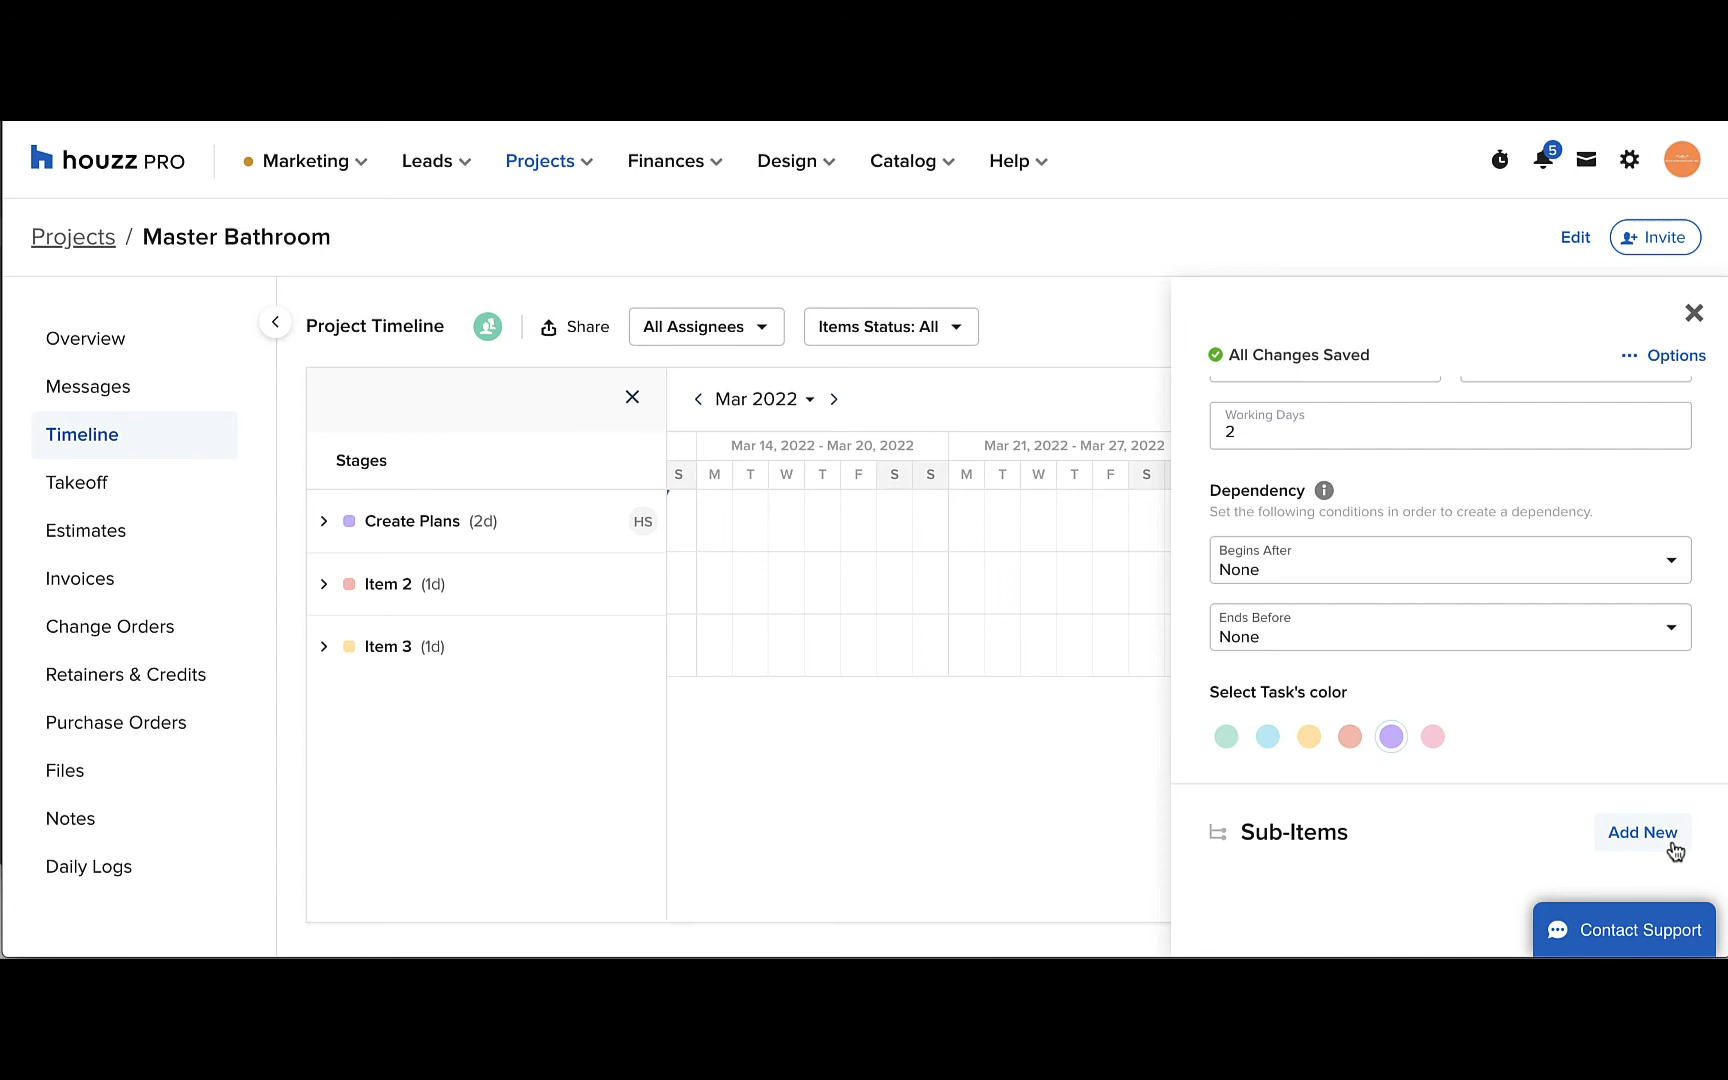 houzz PRO
Marketing
Leads
Projects
Finances
Design
Catalog
Help
5
Projects / Master Bathroom
Edit
Invite
Overview
Messages
Timeline
Takeoff
Estimates
Invoices
Change Orders
Retainers & Credits
Purchase Orders
Files
Notes
Daily Logs
Project Timeline
Share
All Assignees
Items Status: All
Mar 2022
Stages
Mar 14, 2022 - Mar 20, 2022
Mar 21, 2022 - Mar 27, 2022
S M T W T F S S M T W T F S
Create Plans (2d)
HS
Item 2 (1d)
Item 3 (1d)
All Changes Saved
Options
Working Days
2
Dependency
Set the following conditions in order to create a dependency.
Begins After
None
Ends Before
None
Select Task's color
Sub-Items
Add New
Contact Support